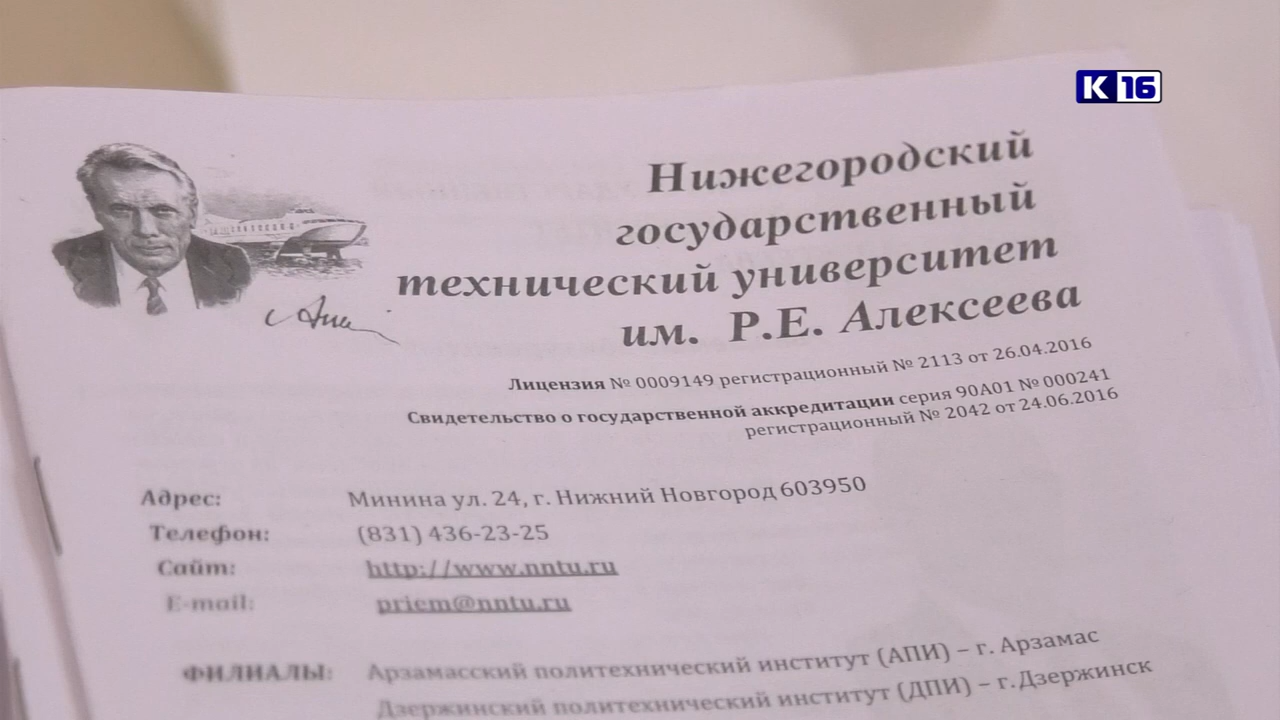 K 16
Нижегородский
государственный
технический университет
им. Р.Е. Алексеева
Лицензия № 0009149 регистрационный № 2113 от 26.04.2016
Свидетельство о государственной аккредитации серия 90А01 № 000241
регистрационный № 2042 от 24.06.2016
Адрес: Минина ул. 24, г. Нижний Новгород 603950
Телефон: (831) 436-23-25
Сайт: http://www.nntu.ru
E-mail: priem@nntu.ru
ФИЛИАЛЫ: Арзамасский политехнический институт (АПИ) – г. Арзамас
Дзержинский политехнический институт (ДПИ) – г.Дзержинск